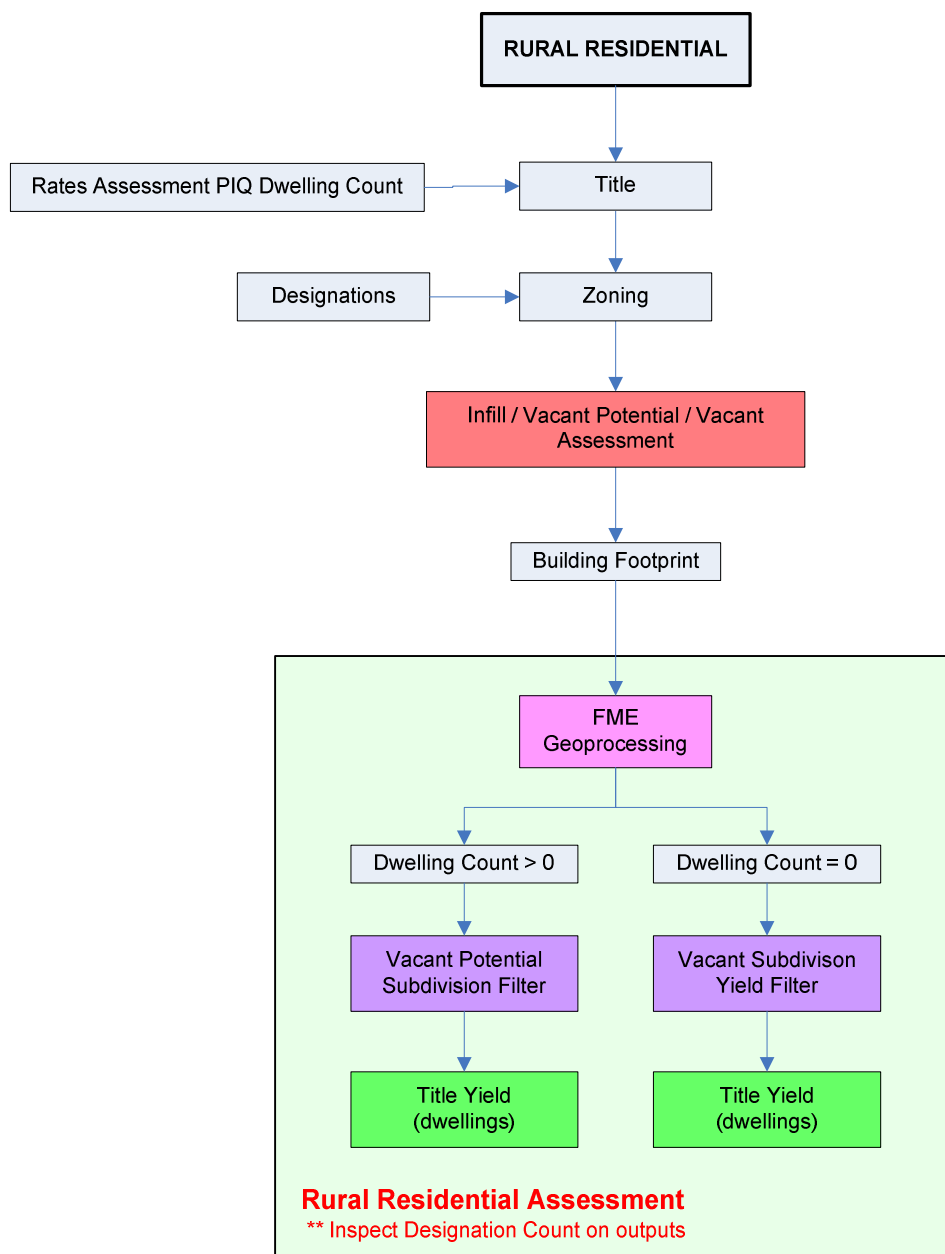 RURAL RESIDENTIAL
Rates Assessment PIQ Dwelling Count
Title
Designations
Zoning
Infill / Vacant Potential / Vacant
Assessment
Building Footprint
FME
Geoprocessing
Dwelling Count > 0
Dwelling Count = 0
Vacant Potential
Subdivision Filter
Vacant Subdivison
Yield Filter
Title Yield
(dwellings)
Title Yield
(dwellings)
Rural Residential Assessment
** Inspect Designation Count on outputs